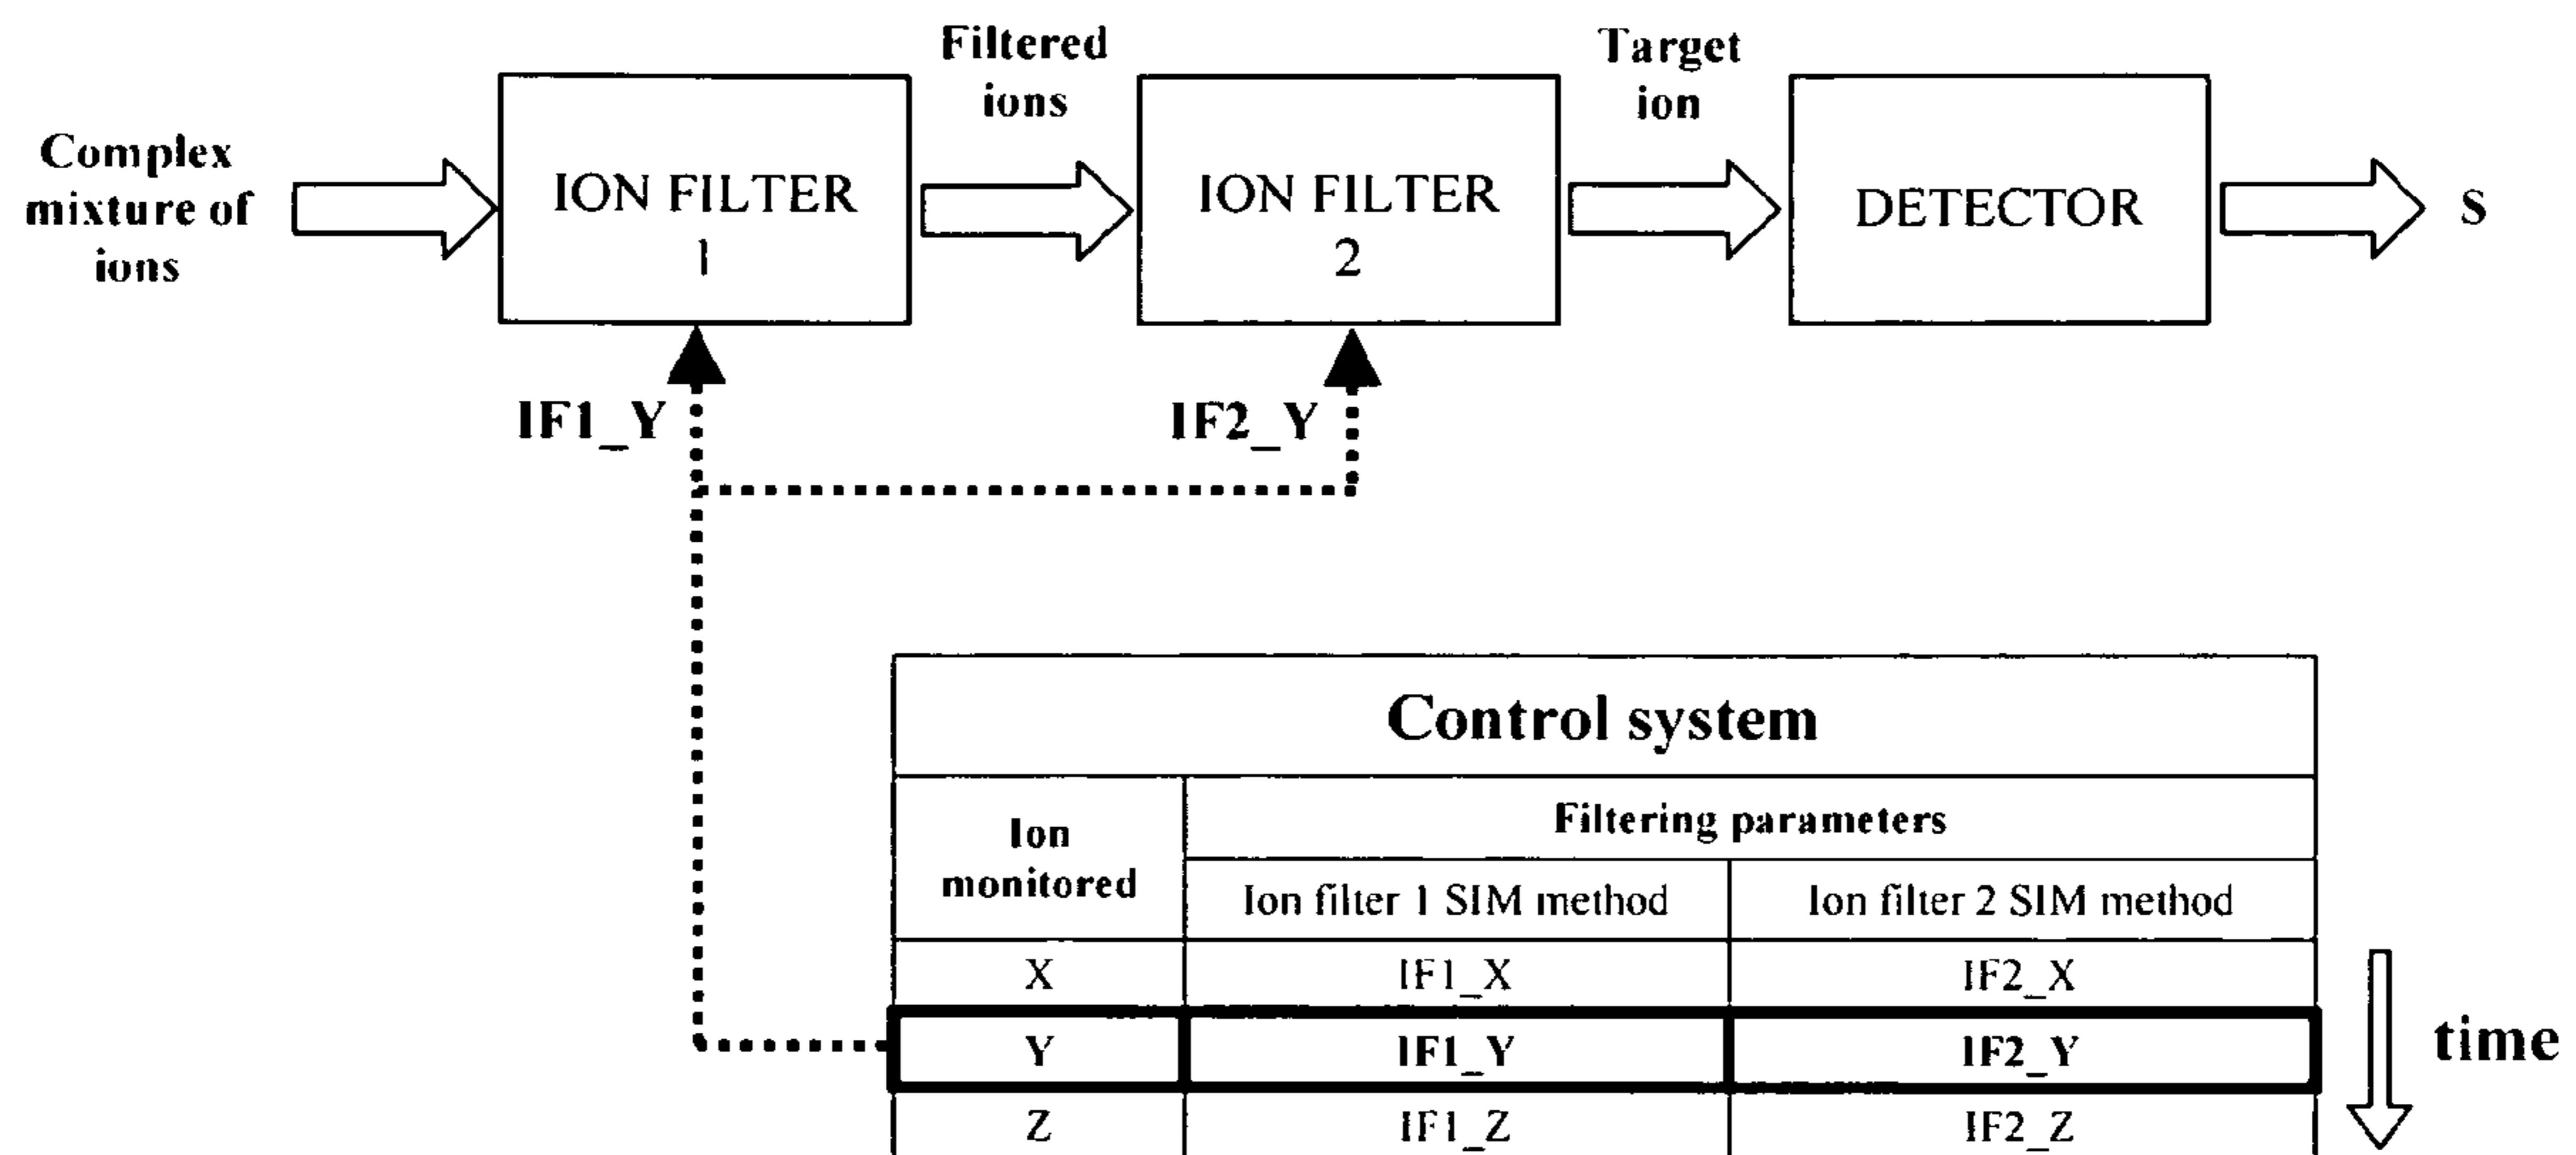 Complex
mixture of
ions
ION FILTER
1
Filtered
ions
ION FILTER
2
Target
ion
DETECTOR
S
IF1_Y
IF2_Y
Control system
Ion
monitored
Filtering parameters
Ion filter 1 SIM method
Ion filter 2 SIM method
X
IF1_X
IF2_X
Y
IF1_Y
IF2_Y
Z
IF1_Z
IF2_Z
time